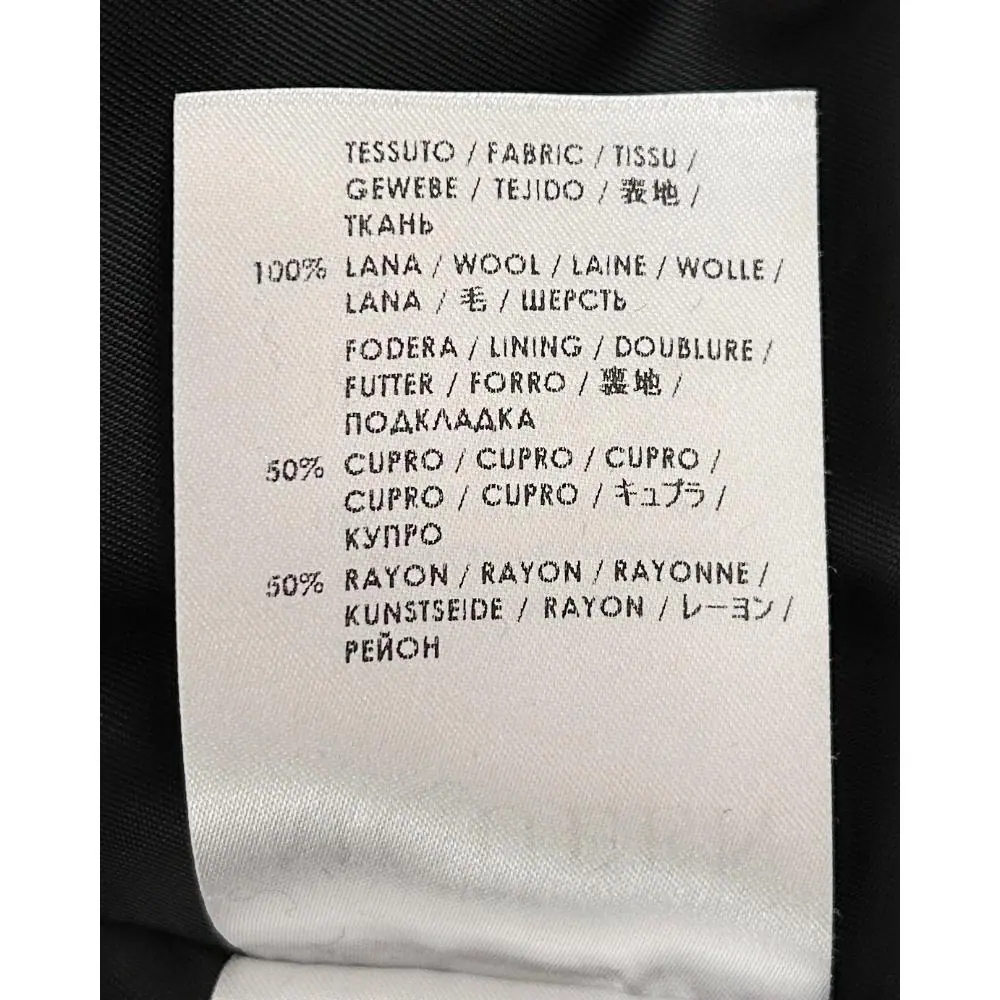 TESSUTO / FABRIC / TISSU /
GEWEBE / TEJIDO / 表地 /
ТКАНЬ
100% LANA / WOOL / LAINE / WOLLE /
LANA / 毛 / ШЕРСТЬ
FODERA / LINING / DOUBLURE /
FUTTER / FORRO / 裏地 /
ПОДКЛАДКА
50% CUPRO / CUPRO / CUPRO /
CUPRO / CUPRO / キュプラ /
КУПРО
50% RAYON / RAYON / RAYONNE /
KUNSTSEIDE / RAYON / レーヨン /
РЕЙОН